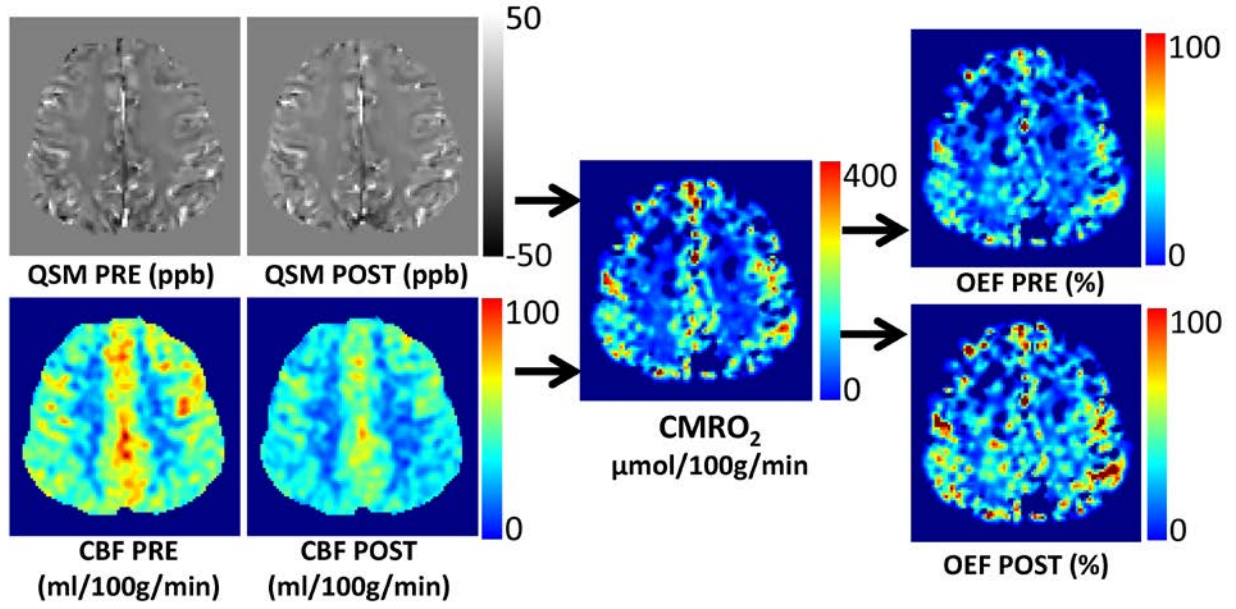 50
-50
QSM PRE (ppb)
QSM POST (ppb)
100
0
CBF PRE
(ml/100g/min)
CBF POST
(ml/100g/min)
400
0
CMRO₂
µmol/100g/min
100
0
OEF PRE (%)
100
0
OEF POST (%)